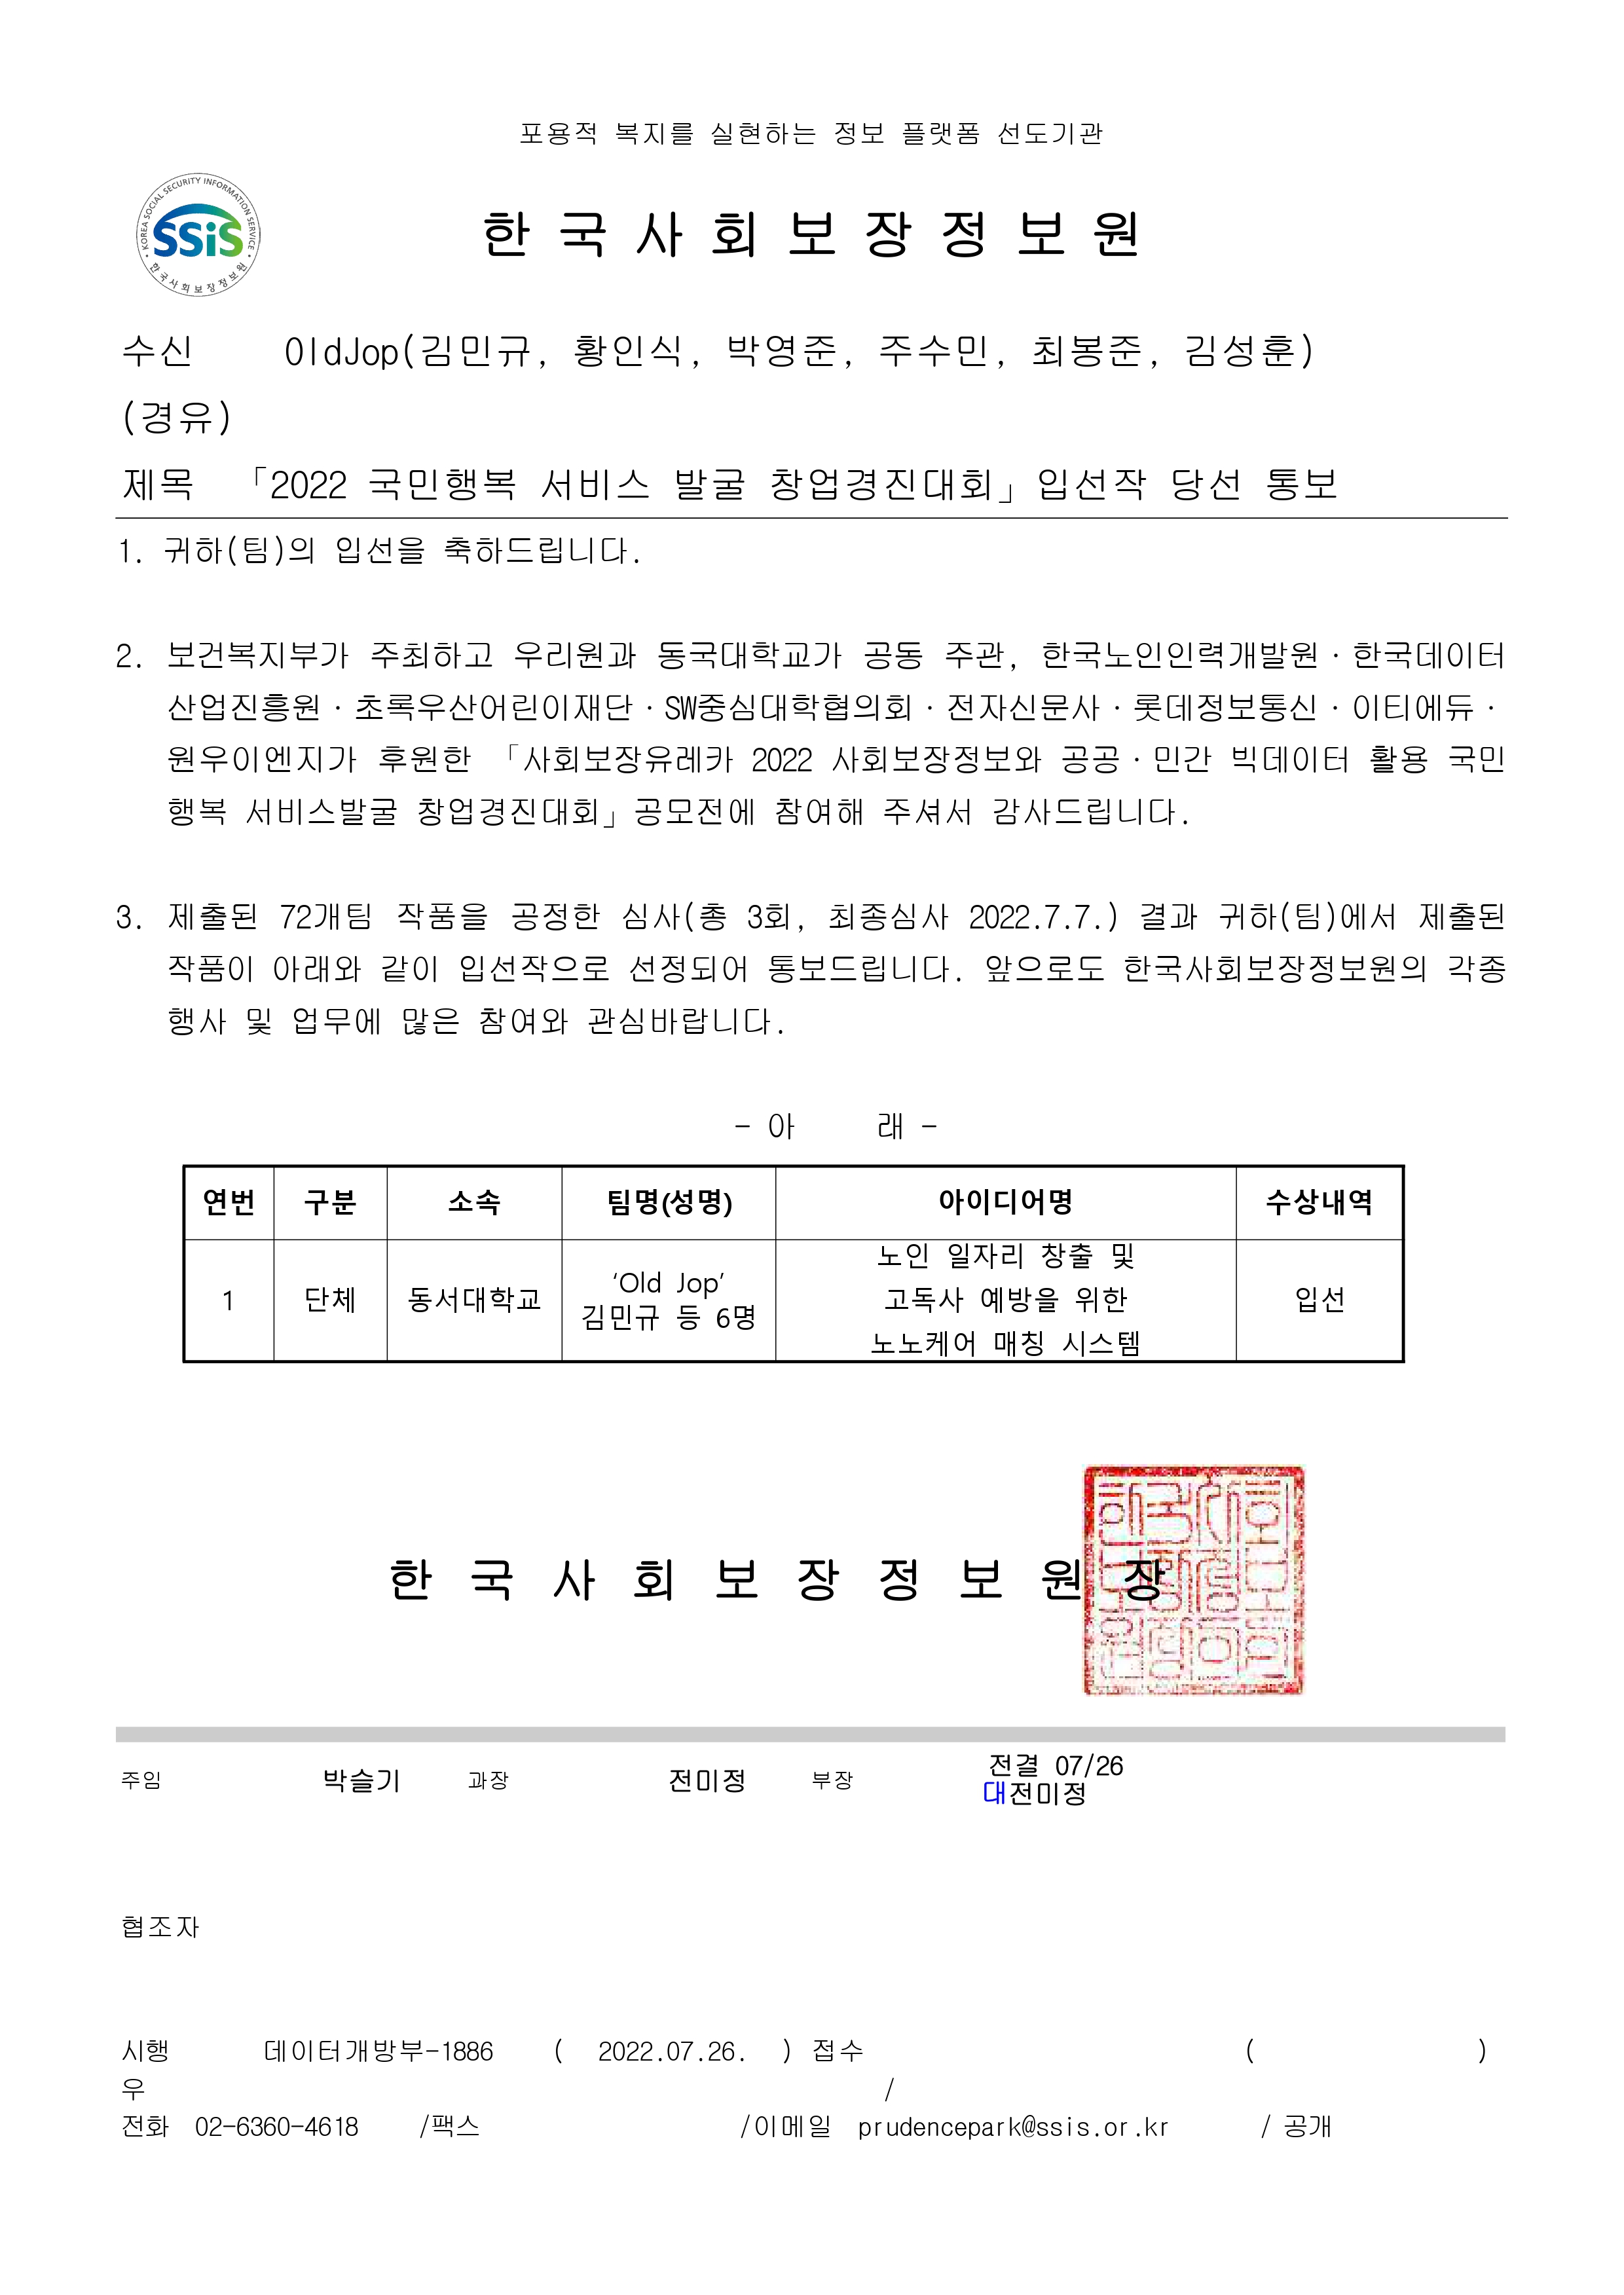 포용적 복지를 실현하는 정보 플랫폼 선도기관
KOREA SOCIAL SECURITY INFORMATION SERVICE
SSiS
한국사회보장정보원
한국사회보장정보원
수신 OldJop(김민규, 황인식, 박영준, 주수민, 최봉준, 김성훈)
(경유)
제목 「2022 국민행복 서비스 발굴 창업경진대회」입선작 당선 통보
1. 귀하(팀)의 입선을 축하드립니다.
2. 보건복지부가 주최하고 우리원과 동국대학교가 공동 주관, 한국노인인력개발원·한국데이터
산업진흥원·초록우산어린이재단·SW중심대학협의회·전자신문사·롯데정보통신·이티에듀·
원우이엔지가 후원한 「사회보장유레카 2022 사회보장정보와 공공·민간 빅데이터 활용 국민
행복 서비스발굴 창업경진대회」공모전에 참여해 주셔서 감사드립니다.
3. 제출된 72개팀 작품을 공정한 심사(총 3회, 최종심사 2022.7.7.) 결과 귀하(팀)에서 제출된
작품이 아래와 같이 입선작으로 선정되어 통보드립니다. 앞으로도 한국사회보장정보원의 각종
행사 및 업무에 많은 참여와 관심바랍니다.
- 아 래 -
연번 구분 소속 팀명(성명) 아이디어명 수상내역
1 단체 동서대학교 ‘Old Jop’ 김민규 등 6명 노인 일자리 창출 및 고독사 예방을 위한 노노케어 매칭 시스템 입선
한국사회보장정보원장
주임 박슬기 과장 전미정 부장 전결 07/26
대전미정
협조자
시행 데이터개방부-1886 ( 2022.07.26. ) 접수 ( )
우 /
전화 02-6360-4618 /팩스 /이메일 prudencepark@ssis.or.kr / 공개